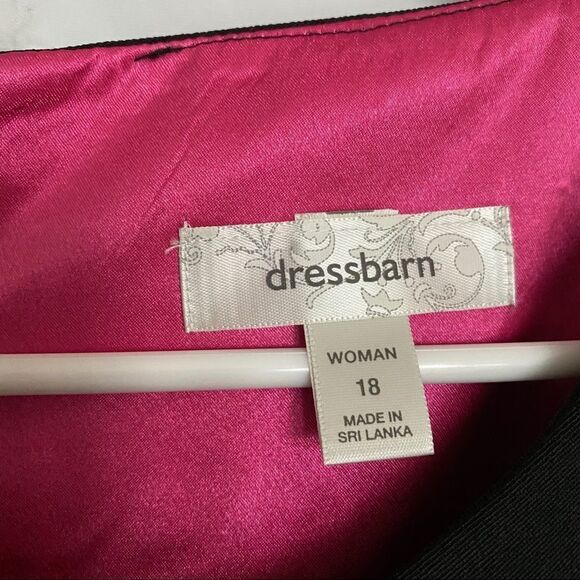 dressbarn
WOMAN
18
MADE IN
SRI LANKA